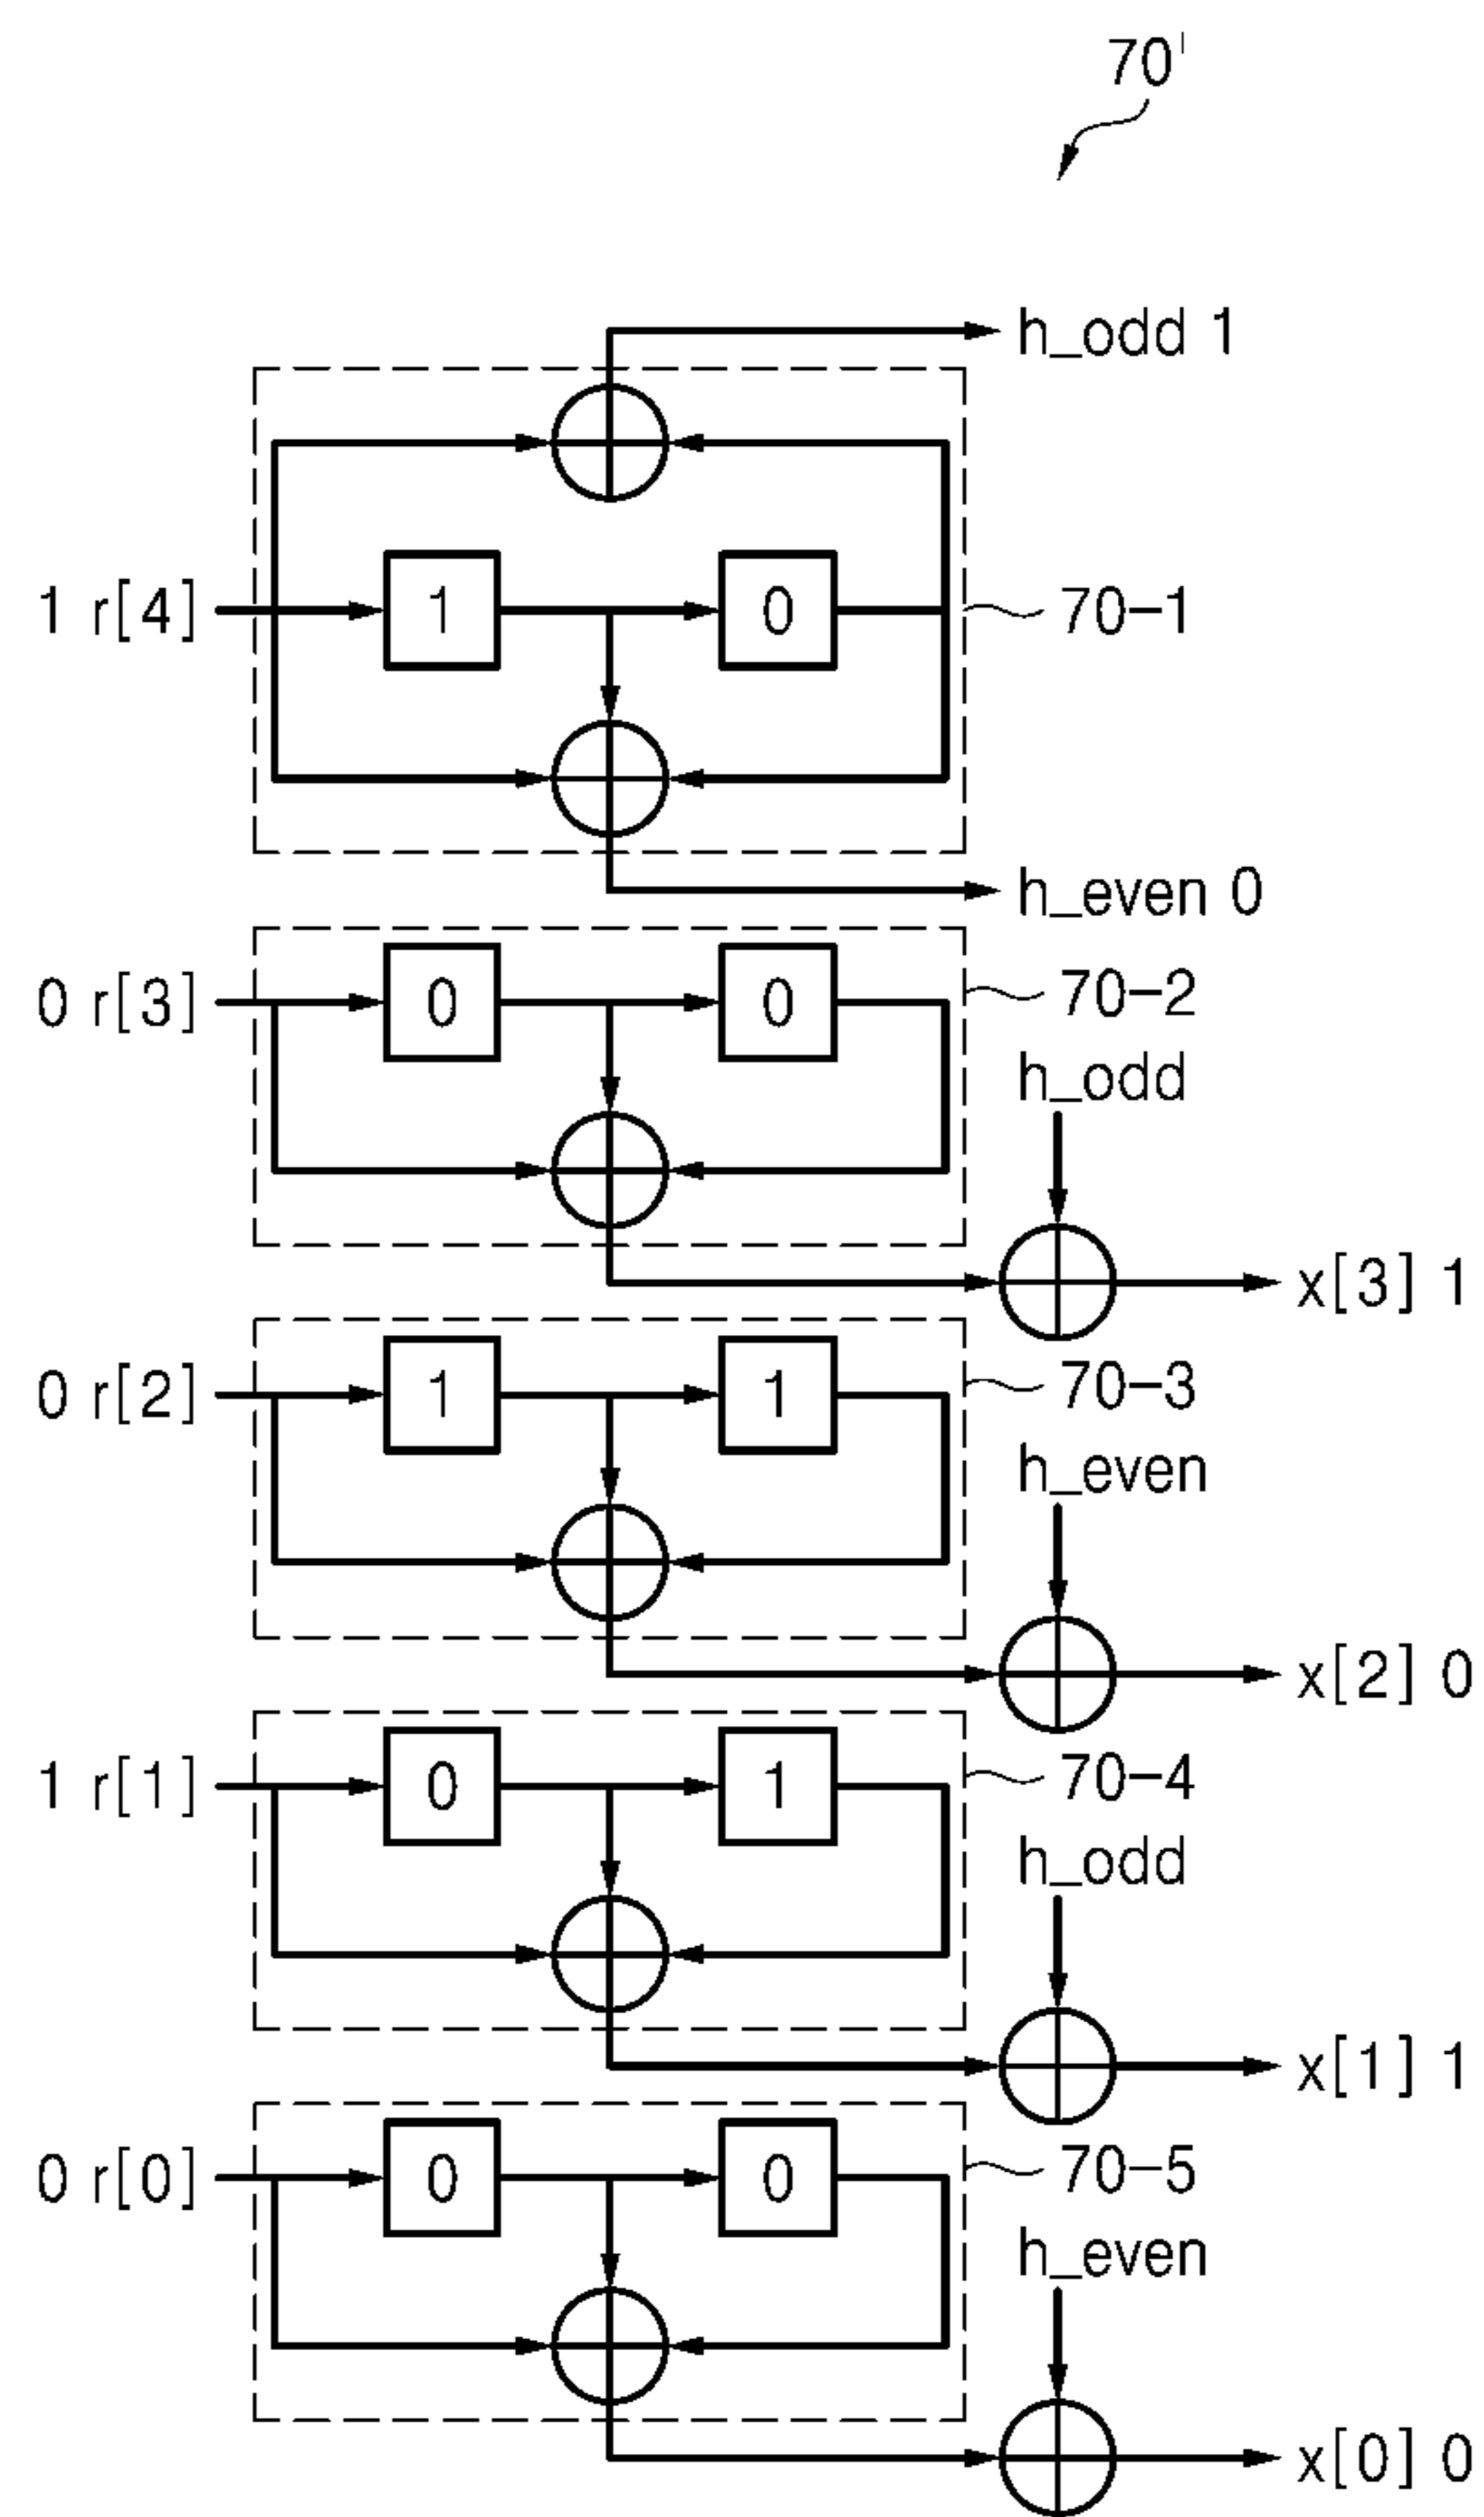 70'
h_odd 1
1 r[4]
1
0
70-1
h_even 0
0 r[3]
0
0
70-2
h_odd
x[3] 1
0 r[2]
1
1
70-3
h_even
x[2] 0
1 r[1]
0
1
70-4
h_odd
x[1] 1
0 r[0]
0
0
70-5
h_even
x[0] 0